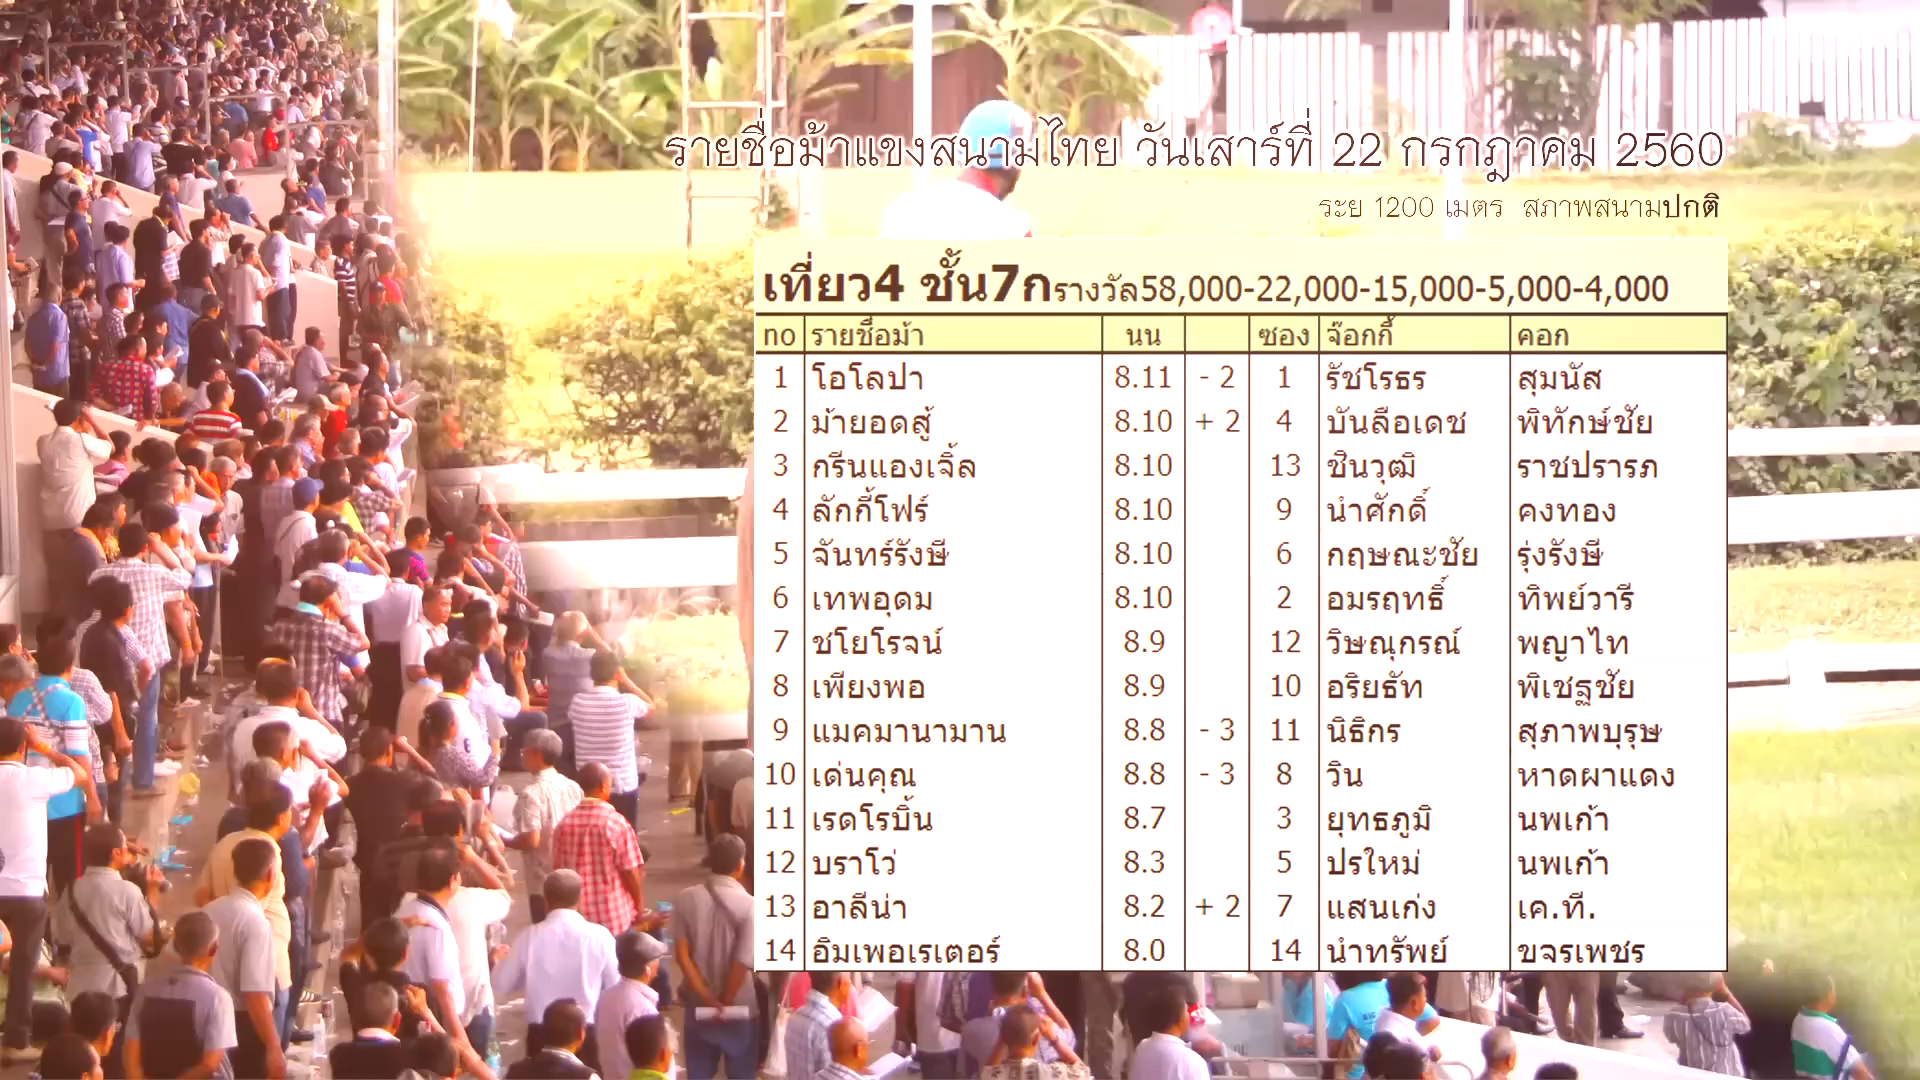 รายชื่อม้าแขงสนามไทย วันเสาร์ที่ 22 กรกฎาคม 2560
ระย 1200 เมตร สภาพสนามปกติ
เที่ยว4 ชั้น7กรางวัล58,000-22,000-15,000-5,000-4,000
no รายชื่อม้า นน ซอง จ๊อกกี้ คอก
1 โอโลปา 8.11 - 2 1 รัชโรธร สุมนัส
2 ม้ายอดสู้ 8.10 + 2 4 บันลือเดช พิทักษ์ชัย
3 กรีนแองเจิ้ล 8.10 13 ชินวุฒิ ราชปรารภ
4 ลักกี้โฟร์ 8.10 9 นำศักดิ์ คงทอง
5 จันทร์รังษี 8.10 6 กฤษณะชัย รุ่งรังษี
6 เทพอุดม 8.10 2 อมรฤทธิ์ ทิพย์วารี
7 ชโยโรจน์ 8.9 12 วิษณุกรณ์ พญาไท
8 เพียงพอ 8.9 10 อริยธัท พิเชฐชัย
9 แมคมานามาน 8.8 - 3 11 นิธิกร สุภาพบุรุษ
10 เด่นคุณ 8.8 - 3 8 วิน หาดผาแดง
11 เรดโรบิ้น 8.7 3 ยุทธภูมิ นพเก้า
12 บราโว่ 8.3 5 ปรใหม่ นพเก้า
13 อาลีน่า 8.2 + 2 7 แสนเก่ง เค.ที.
14 อิมเพอเรเตอร์ 8.0 14 นำทรัพย์ ขจรเพชร